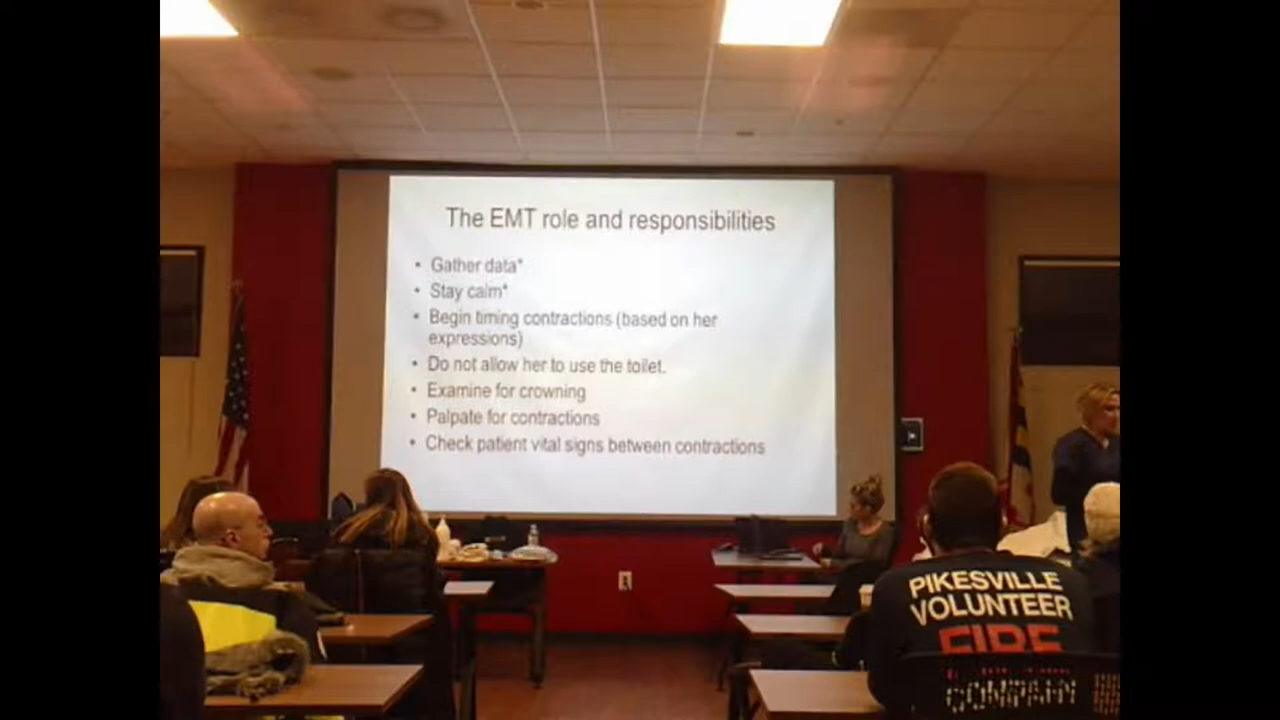 The EMT role and responsibilities
• Gather data*
• Stay calm*
• Begin timing contractions (based on her
expressions)
• Do not allow her to use the toilet.
• Examine for crowning
• Palpate for contractions
• Check patient vital signs between contractions
PIKESVILLE
VOLUNTEER
FIRE
COMPANY